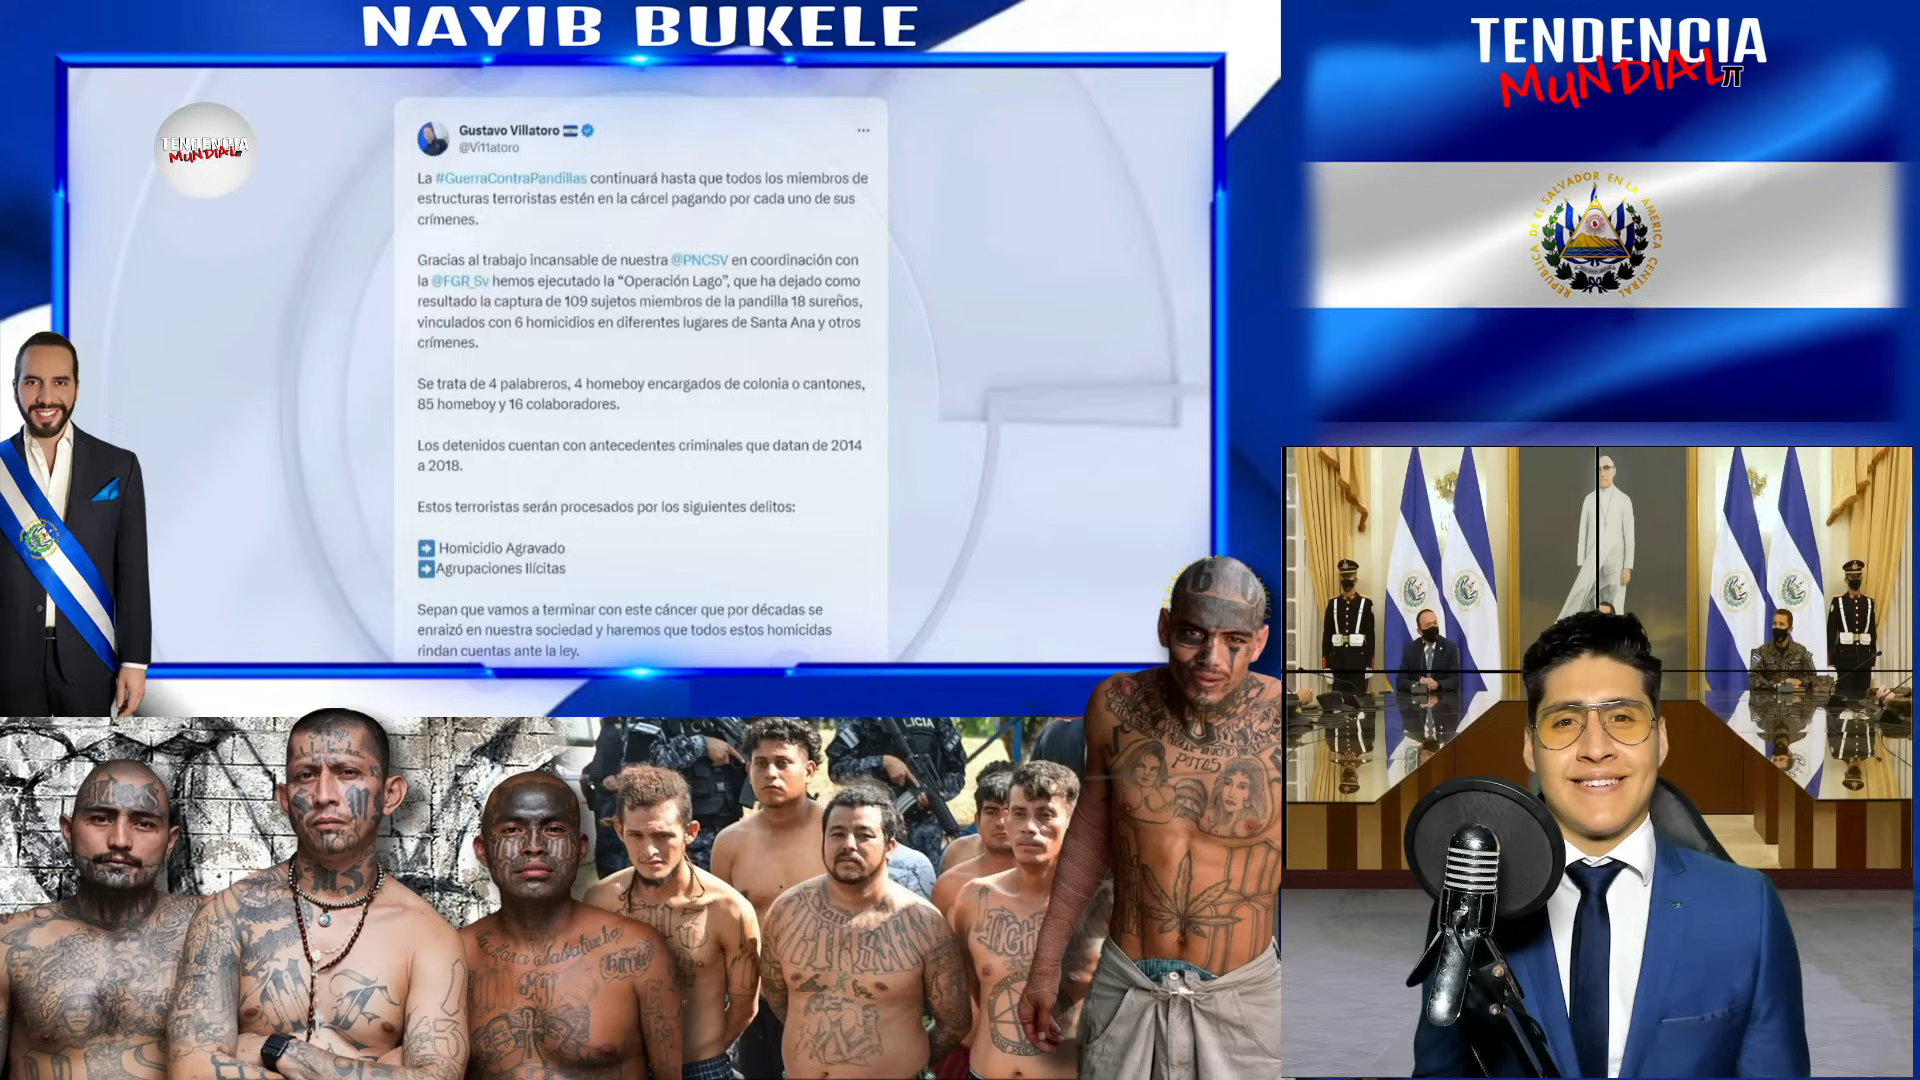 NAYIB BUKELE
TENDENCIA
MUNDIAL
TENDENCIA
MUNDIAL
Gustavo Villatoro
@Vi11atoro
La #GuerraContraPandillas continuará hasta que todos los miembros de
estructuras terroristas estén en la cárcel pagando por cada uno de sus
crímenes.
Gracias al trabajo incansable de nuestra @PNCSV en coordinación con
la @FGR_Sv hemos ejecutado la “Operación Lago”, que ha dejado como
resultado la captura de 109 sujetos miembros de la pandilla 18 sureños,
vinculados con 6 homicidios en diferentes lugares de Santa Ana y otros
crímenes.
Se trata de 4 palabreros, 4 homeboy encargados de colonia o cantones,
85 homeboy y 16 colaboradores.
Los detenidos cuentan con antecedentes criminales que datan de 2014
a 2018.
Estos terroristas serán procesados por los siguientes delitos:
Homicidio Agravado
Agrupaciones Ilícitas
Sepan que vamos a terminar con este cáncer que por décadas se
enraizó en nuestra sociedad y haremos que todos estos homicidas
rindan cuentas ante la ley.
REPUBLICA DE EL SALVADOR EN LA AMERICA CENTRAL
LICIA